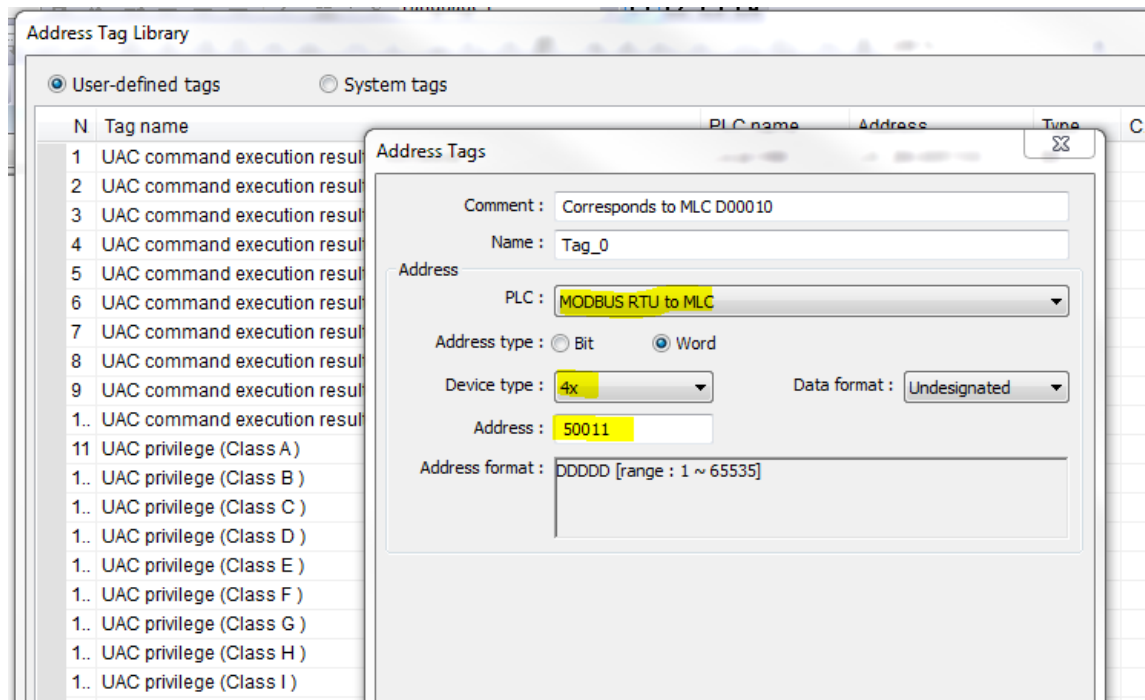 Address Tag Library
User-defined tags System tags
N Tag name PLC name Address Type C
1 UAC command execution result
2 UAC command execution result
3 UAC command execution result
4 UAC command execution result
5 UAC command execution result
6 UAC command execution result
7 UAC command execution result
8 UAC command execution result
9 UAC command execution result
1.. UAC command execution result
11 UAC privilege (Class A)
1.. UAC privilege (Class B )
1.. UAC privilege (Class C )
1.. UAC privilege (Class D )
1.. UAC privilege (Class E )
1.. UAC privilege (Class F )
1.. UAC privilege (Class G )
1.. UAC privilege (Class H )
1.. UAC privilege (Class I )
Address Tags
Comment : Corresponds to MLC D00010
Name : Tag_0
Address
PLC : MODBUS RTU to MLC
Address type : Bit Word
Device type : 4x Data format : Undesignated
Address : 50011
Address format : DDDDD [range : 1 ~ 65535]